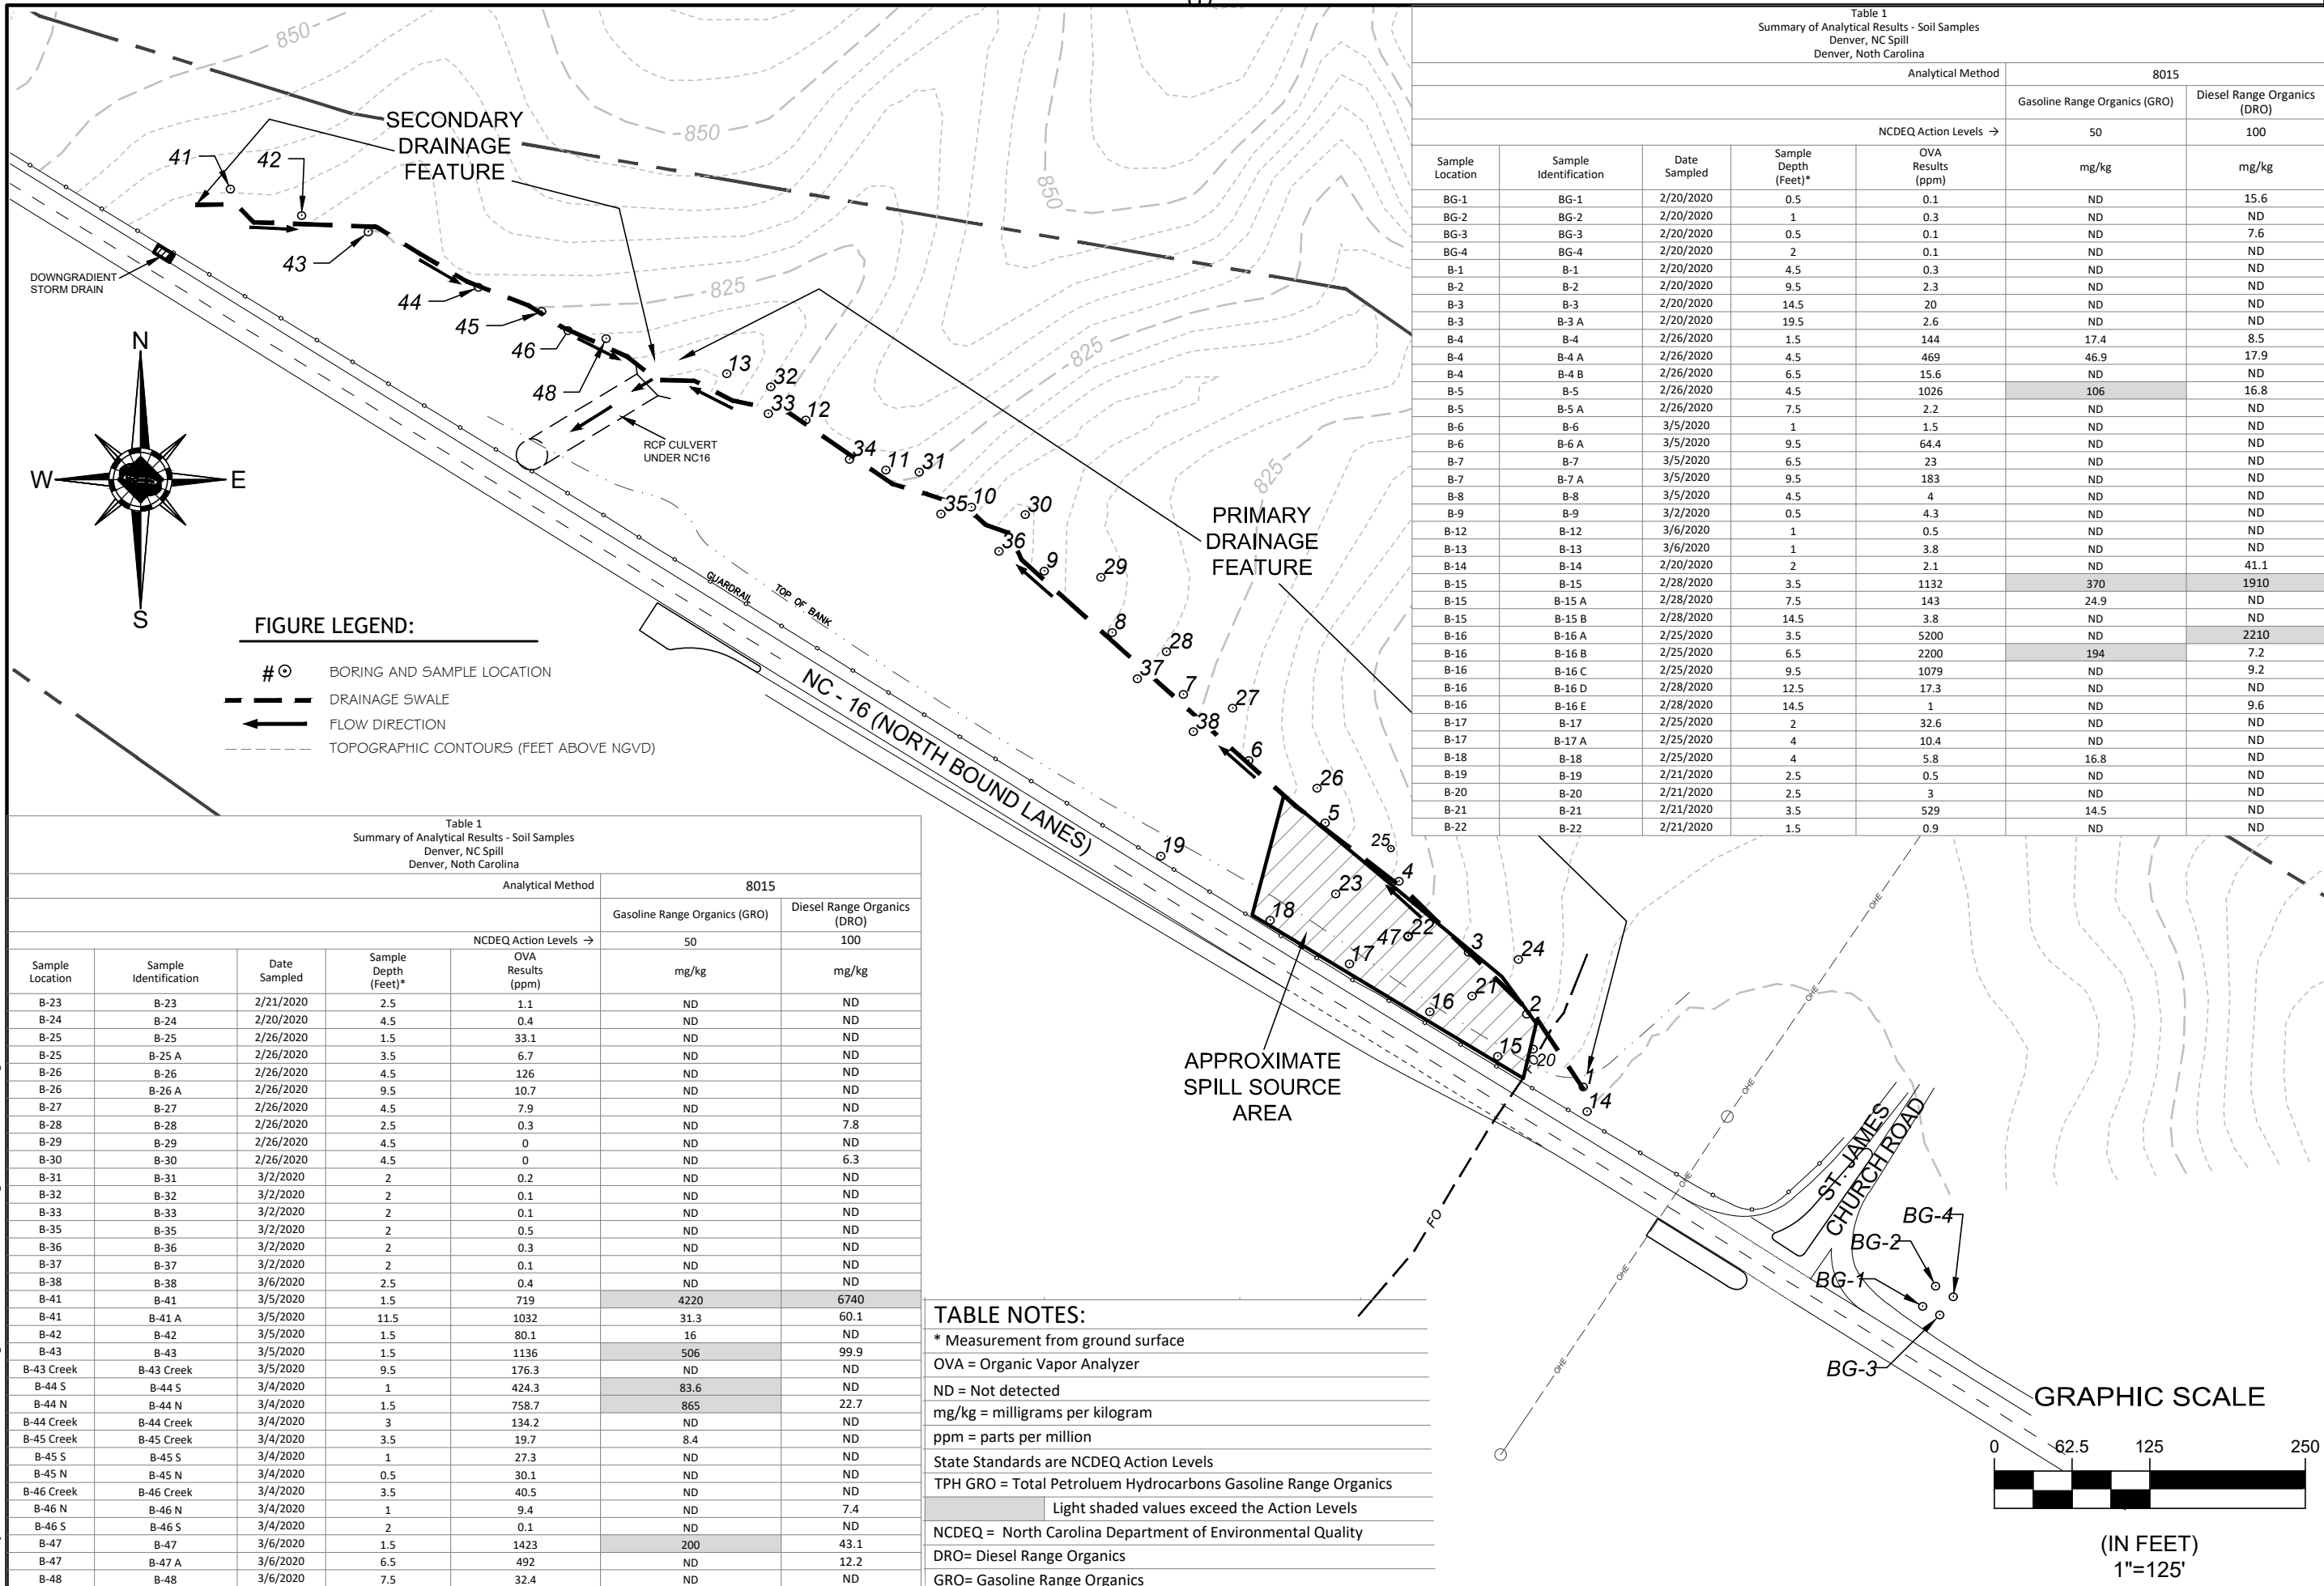 850
850
850
825
825
825
SECONDARY
DRAINAGE
FEATURE
41
42
43
44
45
46
48
13
32
33
12
34
11
31
35
10
30
36
9
29
8
28
37
7
27
38
6
26
5
25
4
19
23
18
22
47
17
3
24
21
16
2
15
20
1
14
DOWNGRADIENT
STORM DRAIN
RCP CULVERT
UNDER NC16
N
W
E
S
GUARDRAIL
TOP OF BANK
PRIMARY
DRAINAGE
FEATURE
NC - 16 (NORTH BOUND LANES)
FIGURE LEGEND:
# BORING AND SAMPLE LOCATION
DRAINAGE SWALE
FLOW DIRECTION
TOPOGRAPHIC CONTOURS (FEET ABOVE NGVD)
APPROXIMATE
SPILL SOURCE
AREA
FO
OHE
OHE
OHE
OHE
OHE
OHE
ST. JAMES
CHURCH ROAD
BG-4
BG-2
BG-1
BG-3
GRAPHIC SCALE
0 62.5 125 250
(IN FEET)
1"=125'
Table 1
Summary of Analytical Results - Soil Samples
Denver, NC Spill
Denver, Noth Carolina
Analytical Method 8015
Gasoline Range Organics (GRO) Diesel Range Organics
(DRO)
NCDEQ Action Levels → 50 100
Sample Location Sample Identification Date Sampled Sample Depth (Feet)* OVA Results (ppm) mg/kg mg/kg
BG-1 BG-1 2/20/2020 0.5 0.1 ND 15.6
BG-2 BG-2 2/20/2020 1 0.3 ND ND
BG-3 BG-3 2/20/2020 0.5 0.1 ND 7.6
BG-4 BG-4 2/20/2020 2 0.1 ND ND
B-1 B-1 2/20/2020 4.5 0.3 ND ND
B-2 B-2 2/20/2020 9.5 2.3 ND ND
B-3 B-3 2/20/2020 14.5 20 ND ND
B-3 B-3 A 2/20/2020 19.5 2.6 ND ND
B-4 B-4 2/26/2020 1.5 144 17.4 8.5
B-4 B-4 A 2/26/2020 4.5 469 46.9 17.9
B-4 B-4 B 2/26/2020 6.5 15.6 ND ND
B-5 B-5 2/26/2020 4.5 1026 106 16.8
B-5 B-5 A 2/26/2020 7.5 2.2 ND ND
B-6 B-6 3/5/2020 1 1.5 ND ND
B-6 B-6 A 3/5/2020 9.5 64.4 ND ND
B-7 B-7 3/5/2020 6.5 23 ND ND
B-7 B-7 A 3/5/2020 9.5 183 ND ND
B-8 B-8 3/5/2020 4.5 4 ND ND
B-9 B-9 3/2/2020 0.5 4.3 ND ND
B-12 B-12 3/6/2020 1 0.5 ND ND
B-13 B-13 3/6/2020 1 3.8 ND ND
B-14 B-14 2/20/2020 2 2.1 ND 41.1
B-15 B-15 2/28/2020 3.5 1132 370 1910
B-15 B-15 A 2/28/2020 7.5 143 24.9 ND
B-15 B-15 B 2/28/2020 14.5 3.8 ND ND
B-16 B-16 A 2/25/2020 3.5 5200 ND 2210
B-16 B-16 B 2/25/2020 6.5 2200 194 7.2
B-16 B-16 C 2/25/2020 9.5 1079 ND 9.2
B-16 B-16 D 2/28/2020 12.5 17.3 ND ND
B-16 B-16 E 2/28/2020 14.5 1 ND 9.6
B-17 B-17 2/25/2020 2 32.6 ND ND
B-17 B-17 A 2/25/2020 4 10.4 ND ND
B-18 B-18 2/25/2020 4 5.8 16.8 ND
B-19 B-19 2/21/2020 2.5 0.5 ND ND
B-20 B-20 2/21/2020 2.5 3 ND ND
B-21 B-21 2/21/2020 3.5 529 14.5 ND
B-22 B-22 2/21/2020 1.5 0.9 ND ND
Table 1
Summary of Analytical Results - Soil Samples
Denver, NC Spill
Denver, Noth Carolina
Analytical Method 8015
Gasoline Range Organics (GRO) Diesel Range Organics
(DRO)
NCDEQ Action Levels → 50 100
Sample Location Sample Identification Date Sampled Sample Depth (Feet)* OVA Results (ppm) mg/kg mg/kg
B-23 B-23 2/21/2020 2.5 1.1 ND ND
B-24 B-24 2/20/2020 4.5 0.4 ND ND
B-25 B-25 2/26/2020 1.5 33.1 ND ND
B-25 B-25 A 2/26/2020 3.5 6.7 ND ND
B-26 B-26 2/26/2020 4.5 126 ND ND
B-26 B-26 A 2/26/2020 9.5 10.7 ND ND
B-27 B-27 2/26/2020 4.5 7.9 ND ND
B-28 B-28 2/26/2020 2.5 0.3 ND 7.8
B-29 B-29 2/26/2020 4.5 0 ND ND
B-30 B-30 2/26/2020 4.5 0 ND 6.3
B-31 B-31 3/2/2020 2 0.2 ND ND
B-32 B-32 3/2/2020 2 0.1 ND ND
B-33 B-33 3/2/2020 2 0.1 ND ND
B-35 B-35 3/2/2020 2 0.5 ND ND
B-36 B-36 3/2/2020 2 0.3 ND ND
B-37 B-37 3/2/2020 2 0.1 ND ND
B-38 B-38 3/6/2020 2.5 0.4 ND ND
B-41 B-41 3/5/2020 1.5 719 4220 6740
B-41 B-41 A 3/5/2020 11.5 1032 31.3 60.1
B-42 B-42 3/5/2020 1.5 80.1 16 ND
B-43 B-43 3/5/2020 1.5 1136 506 99.9
B-43 Creek B-43 Creek 3/5/2020 9.5 176.3 ND ND
B-44 S B-44 S 3/4/2020 1 424.3 83.6 ND
B-44 N B-44 N 3/4/2020 1.5 758.7 865 22.7
B-44 Creek B-44 Creek 3/4/2020 3 134.2 ND ND
B-45 Creek B-45 Creek 3/4/2020 3.5 19.7 8.4 ND
B-45 S B-45 S 3/4/2020 1 27.3 ND ND
B-45 N B-45 N 3/4/2020 0.5 30.1 ND ND
B-46 Creek B-46 Creek 3/4/2020 3.5 40.5 ND ND
B-46 N B-46 N 3/4/2020 1 9.4 ND 7.4
B-46 S B-46 S 3/4/2020 2 0.1 ND ND
B-47 B-47 3/6/2020 1.5 1423 200 43.1
B-47 B-47 A 3/6/2020 6.5 492 ND 12.2
B-48 B-48 3/6/2020 7.5 32.4 ND ND
TABLE NOTES:
* Measurement from ground surface
OVA = Organic Vapor Analyzer
ND = Not detected
mg/kg = milligrams per kilogram
ppm = parts per million
State Standards are NCDEQ Action Levels
TPH GRO = Total Petroluem Hydrocarbons Gasoline Range Organics
Light shaded values exceed the Action Levels
NCDEQ = North Carolina Department of Environmental Quality
DRO= Diesel Range Organics
GRO= Gasoline Range Organics